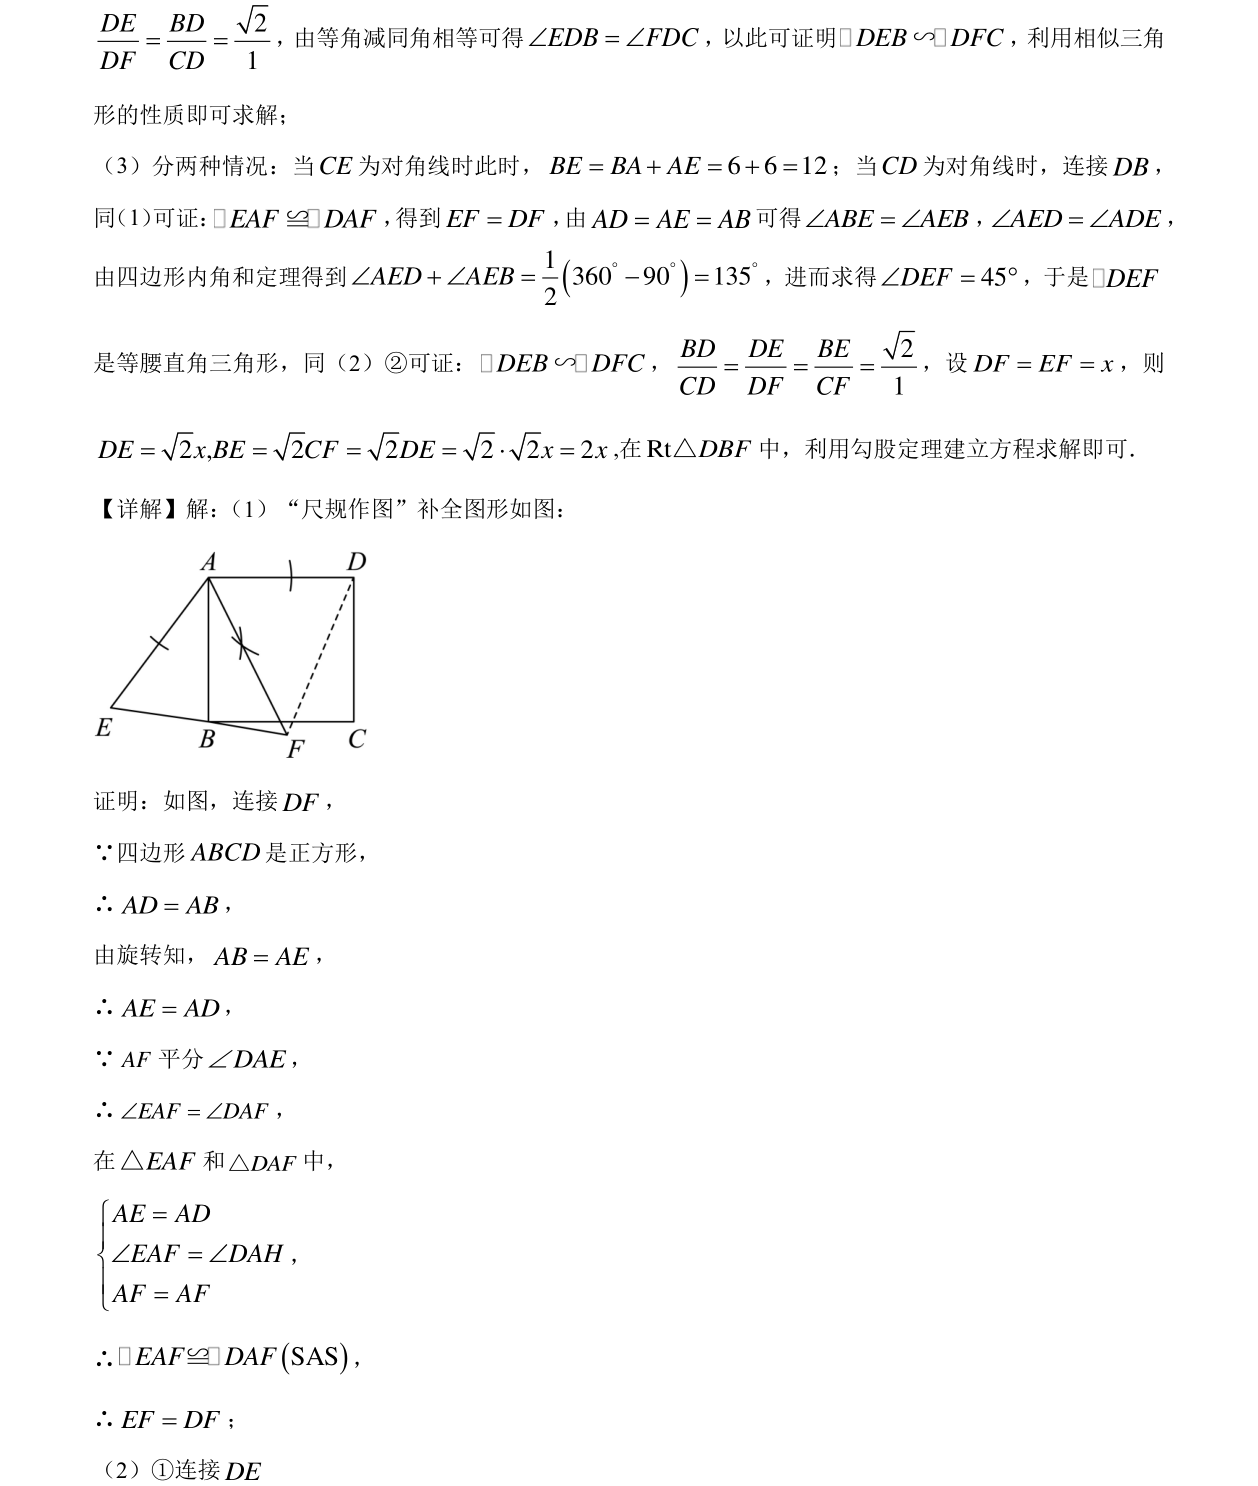 DE/DF = BD/CD = √2/1，由等角减同角相等可得∠EDB = ∠FDC，以此可证明□DEB∽□DFC，利用相似三角
形的性质即可求解；
（3）分两种情况：当CE为对角线时此时，BE = BA + AE = 6 + 6 = 12；当CD为对角线时，连接DB，
同（1）可证：□EAF≌□DAF，得到EF = DF，由AD = AE = AB可得∠ABE = ∠AEB，∠AED = ∠ADE，
由四边形内角和定理得到∠AED + ∠AEB = 1/2(360° − 90°) = 135°，进而求得∠DEF = 45°，于是□DEF
是等腰直角三角形，同（2）②可证：□DEB∽□DFC，BD/CD = DE/DF = BE/CF = √2/1，设DF = EF = x，则
DE = √2x,BE = √2CF = √2DE = √2·√2x = 2x,在Rt△DBF中，利用勾股定理建立方程求解即可．
【详解】解：（1）“尺规作图”补全图形如图：
A
D
E
B
F
C
证明：如图，连接DF，
∵四边形ABCD是正方形，
∴AD = AB，
由旋转知，AB = AE，
∴AE = AD，
∵AF平分∠DAE，
∴∠EAF = ∠DAF，
在△EAF和△DAF中，
AE = AD
∠EAF = ∠DAH，
AF = AF
∴□EAF≌□DAF(SAS)，
∴EF = DF；
（2）①连接DE